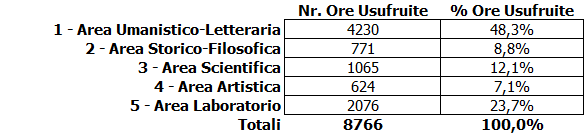 Nr. Ore Usufruite % Ore Usufruite
1 - Area Umanistico-Letteraria 4230 48,3%
2 - Area Storico-Filosofica 771 8,8%
3 - Area Scientifica 1065 12,1%
4 - Area Artistica 624 7,1%
5 - Area Laboratorio 2076 23,7%
Totali 8766 100,0%